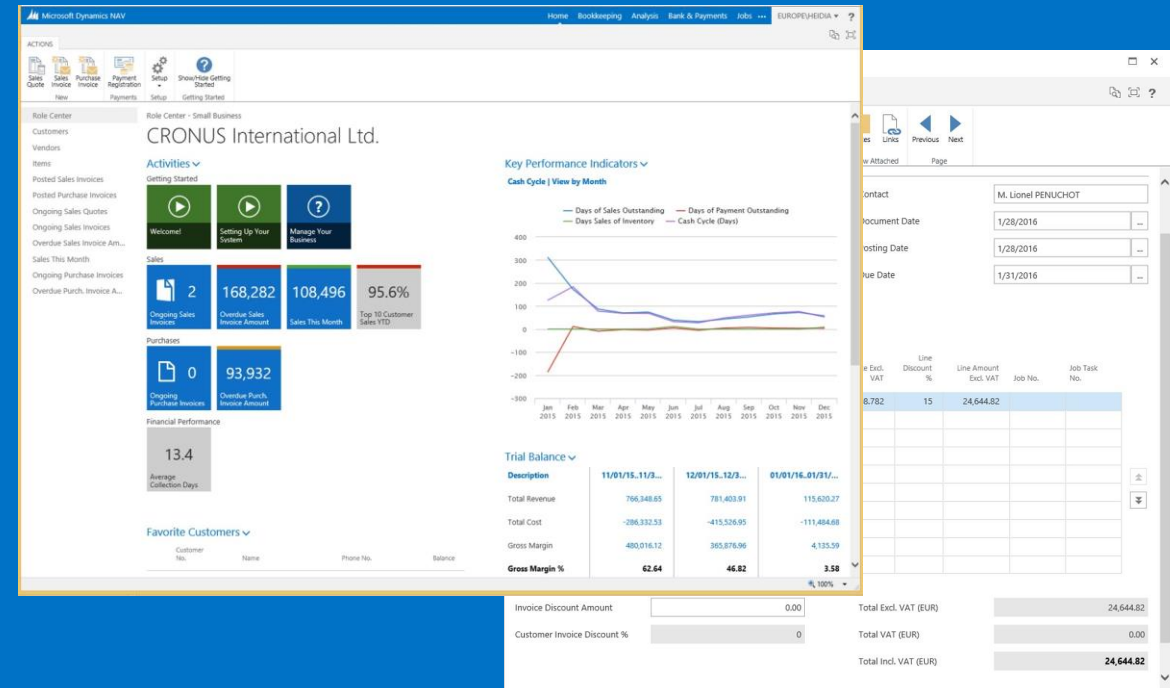 Microsoft Dynamics NAV
Home Bookkeeping Analysis Bank & Payments Jobs ... EUROPE\HEIDIA ?
ACTIONS
Sales Quote
Sales Invoice
Purchase Invoice
Payment Registration
Setup
Show/Hide Getting Started
New Payments Setup Getting Started
Role Center
Customers
Vendors
Items
Posted Sales Invoices
Posted Purchase Invoices
Ongoing Sales Quotes
Ongoing Sales Invoices
Overdue Sales Invoice Am...
Sales This Month
Ongoing Purchase Invoices
Overdue Purch. Invoice A...
Role Center - Small Business
CRONUS International Ltd.
Activities
Getting Started
Welcome!
Setting Up Your
System
?
Manage Your
Business
Sales
2
Ongoing Sales
Invoices
168,282
Overdue Sales
Invoice Amount
108,496
Sales This Month
95.6%
Top 10 Customer
Sales YTD
Purchases
0
Ongoing
Purchase Invoices
93,932
Overdue Purch.
Invoice Amount
Financial Performance
13.4
Average
Collection Days
Favorite Customers
Customer
No. Name Phone No. Balance
Key Performance Indicators
Cash Cycle | View by Month
Days of Sales Outstanding Days of Payment Outstanding
Days Sales of Inventory Cash Cycle (Days)
400
300
200
100
0
-100
-200
-300
Jan Feb Mar Apr May Jun Jul Aug Sep Oct Nov Dec
2015 2015 2015 2015 2015 2015 2015 2015 2015 2015 2015 2015
Trial Balance
Description 11/01/15..11/3... 12/01/15..12/3... 01/01/16..01/31/...
Total Revenue 766,348.65 781,403.91 115,620.27
Total Cost -286,332.53 -415,526.95 -111,484.68
Gross Margin 480,016.12 365,876.96 4,135.59
Gross Margin % 62.64 46.82 3.58
100%
?
es Links Previous Next
w Attached Page
ontact M. Lionel PENUCHOT
ocument Date 1/28/2016 ...
osting Date 1/28/2016 ...
ue Date 1/31/2016 ...
Line
e Excl. Discount Line Amount Job Task
VAT % Excl. VAT Job No. No.
8.782 15 24,644.82
Invoice Discount Amount 0.00 Total Excl. VAT (EUR) 24,644.82
Customer Invoice Discount % 0 Total VAT (EUR) 0.00
Total Incl. VAT (EUR) 24,644.82